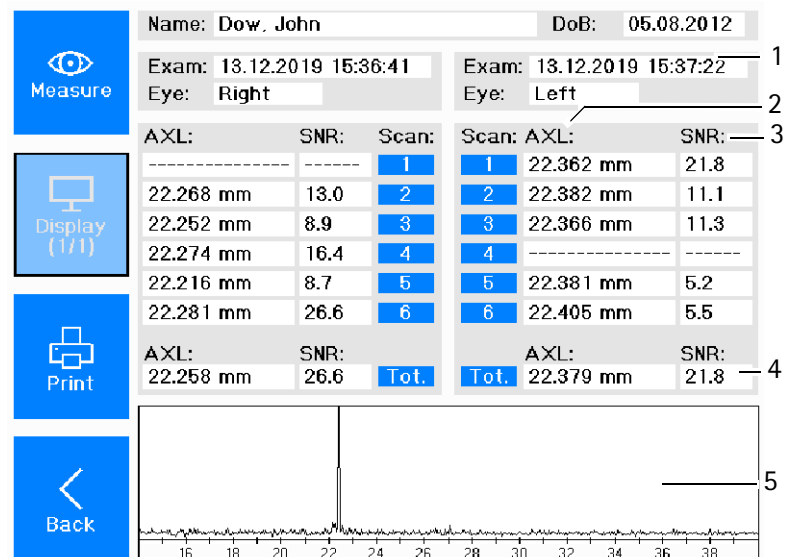 Name: Dow, John DoB: 05.08.2012
Exam: 13.12.2019 15:36:41 Exam: 13.12.2019 15:37:22 1
Measure
Eye: Right Eye: Left
2
AXL: SNR: Scan: Scan: AXL: SNR: 3
--------------- ------ 1 1 22.362 mm 21.8
22.268 mm 13.0 2 2 22.382 mm 11.1
Display 22.252 mm 8.9 3 3 22.366 mm 11.3
(1/1) 22.274 mm 16.4 4 4 --------------- ------
22.216 mm 8.7 5 5 22.381 mm 5.2
22.281 mm 26.6 6 6 22.405 mm 5.5
AXL: SNR: AXL: SNR:
Print 22.258 mm 26.6 Tot. Tot. 22.379 mm 21.8 4
5
Back
16 18 20 22 24 26 28 30 32 34 36 38